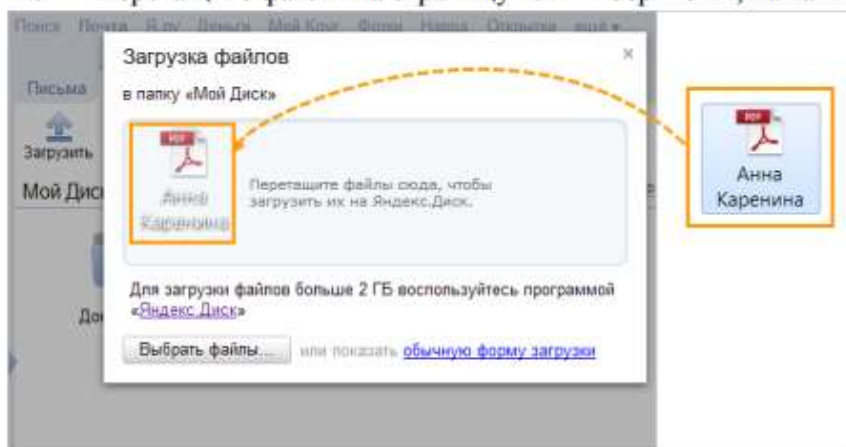 Поиск Почта Я.ру Деньги Мой Круг Фотки Народ Открытки ещё
Загрузка файлов
Письма
в папку «Мой Диск»
Загрузить
PDF
Анна
Каренина
Перетащите файлы сюда, чтобы
загрузить их на Яндекс.Диск.
PDF
Анна
Каренина
Мой Диск
Для загрузки файлов больше 2 ГБ воспользуйтесь программой
«Яндекс.Диск»
Выбрать файлы... или показать обычную форму загрузки